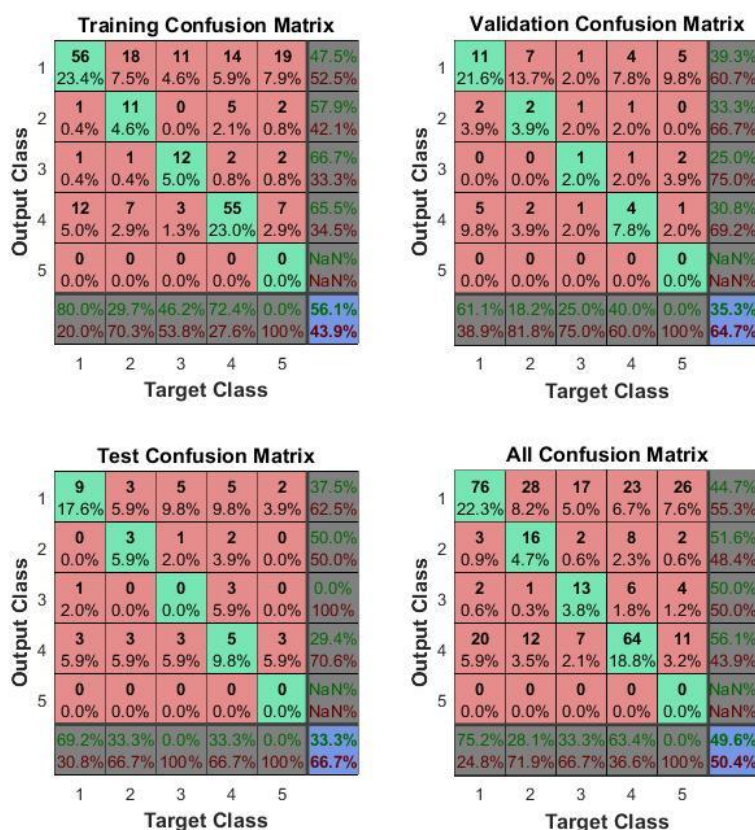 Training Confusion Matrix
1 56 18 11 14 19 47.5%
23.4% 7.5% 4.6% 5.9% 7.9% 52.5%
2 1 11 0 5 2 57.9%
0.4% 4.6% 0.0% 2.1% 0.8% 42.1%
3 1 1 12 2 2 66.7%
0.4% 0.4% 5.0% 0.8% 0.8% 33.3%
4 12 7 3 55 7 65.5%
5.0% 2.9% 1.3% 23.0% 2.9% 34.5%
5 0 0 0 0 0 NaN%
0.0% 0.0% 0.0% 0.0% 0.0% NaN%
80.0% 29.7% 46.2% 72.4% 0.0% 56.1%
20.0% 70.3% 53.8% 27.6% 100% 43.9%
1 2 3 4 5
Target Class
Output Class
Validation Confusion Matrix
1 11 7 1 4 5 39.3%
21.6% 13.7% 2.0% 7.8% 9.8% 60.7%
2 2 2 1 1 0 33.3%
3.9% 3.9% 2.0% 2.0% 0.0% 66.7%
3 0 0 1 1 2 25.0%
0.0% 0.0% 2.0% 2.0% 3.9% 75.0%
4 5 2 1 4 1 30.8%
9.8% 3.9% 2.0% 7.8% 2.0% 69.2%
5 0 0 0 0 0 NaN%
0.0% 0.0% 0.0% 0.0% 0.0% NaN%
61.1% 18.2% 25.0% 40.0% 0.0% 35.3%
38.9% 81.8% 75.0% 60.0% 100% 64.7%
1 2 3 4 5
Target Class
Output Class
Test Confusion Matrix
1 9 3 5 5 2 37.5%
17.6% 5.9% 9.8% 9.8% 3.9% 62.5%
2 0 3 1 2 0 50.0%
0.0% 5.9% 2.0% 3.9% 0.0% 50.0%
3 1 0 0 3 0 0.0%
2.0% 0.0% 0.0% 5.9% 0.0% 100%
4 3 3 3 5 3 29.4%
5.9% 5.9% 5.9% 9.8% 5.9% 70.6%
5 0 0 0 0 0 NaN%
0.0% 0.0% 0.0% 0.0% 0.0% NaN%
69.2% 33.3% 0.0% 33.3% 0.0% 33.3%
30.8% 66.7% 100% 66.7% 100% 66.7%
1 2 3 4 5
Target Class
Output Class
All Confusion Matrix
1 76 28 17 23 26 44.7%
22.3% 8.2% 5.0% 6.7% 7.6% 55.3%
2 3 16 2 8 2 51.6%
0.9% 4.7% 0.6% 2.3% 0.6% 48.4%
3 2 1 13 6 4 50.0%
0.6% 0.3% 3.8% 1.8% 1.2% 50.0%
4 20 12 7 64 11 56.1%
5.9% 3.5% 2.1% 18.8% 3.2% 43.9%
5 0 0 0 0 0 NaN%
0.0% 0.0% 0.0% 0.0% 0.0% NaN%
75.2% 28.1% 33.3% 63.4% 0.0% 49.6%
24.8% 71.9% 66.7% 36.6% 100% 50.4%
1 2 3 4 5
Target Class
Output Class